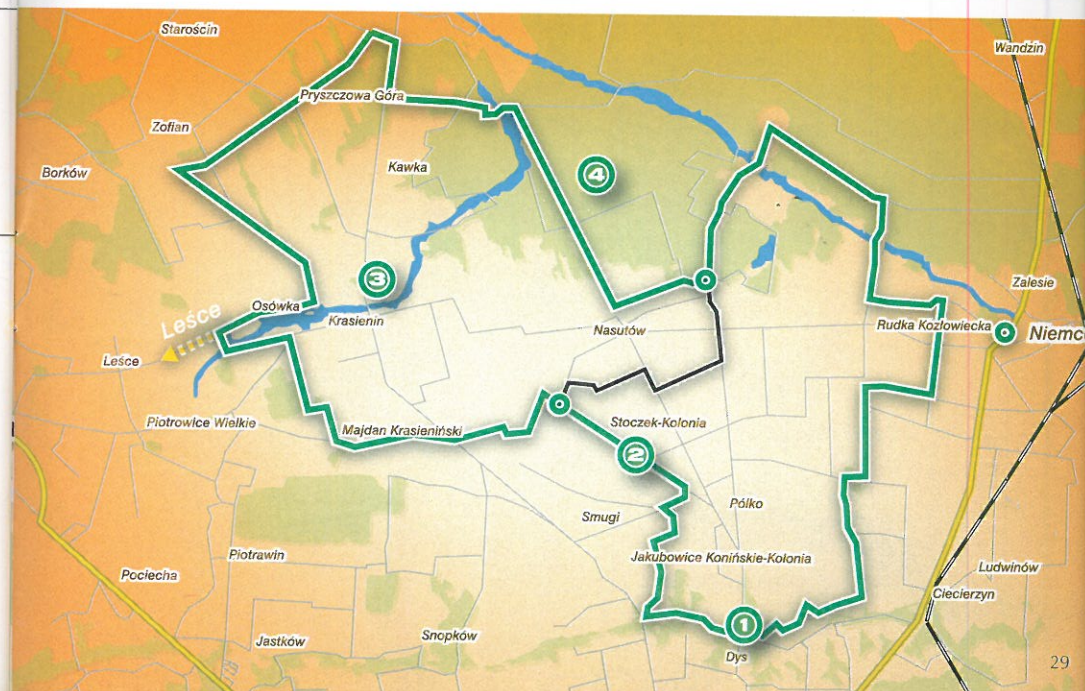 Starościn
Wandzin
Pryszczowa Góra
Zofian
Borków
Kawka
4
3
Zalesie
Osówka
Leśce
Krasienin
Nasutów
Rudka Kozłowiecka
Niemce
Leśce
Piotrowice Wielkie
Majdan Krasieniński
Stoczek-Kolonia
2
Smugi
Pólko
Piotrawin
Jakubowice Konińskie-Kolonia
Pociecha
Ludwinów
Ciecierzyn
Jastków
Snopków
1
Dys
29